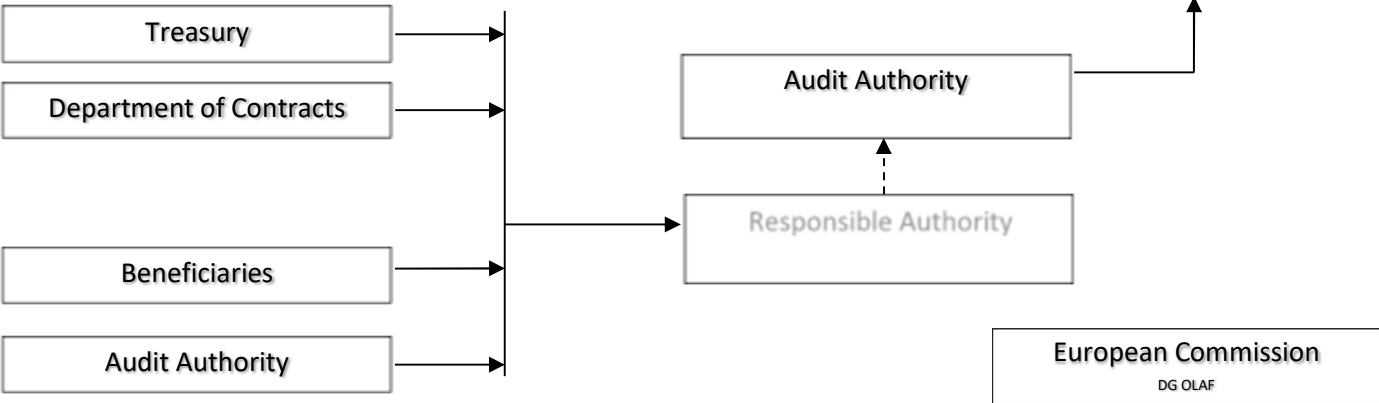 Treasury
Department of Contracts
Beneficiaries
Audit Authority
Audit Authority
Responsible Authority
European Commission
DG OLAF